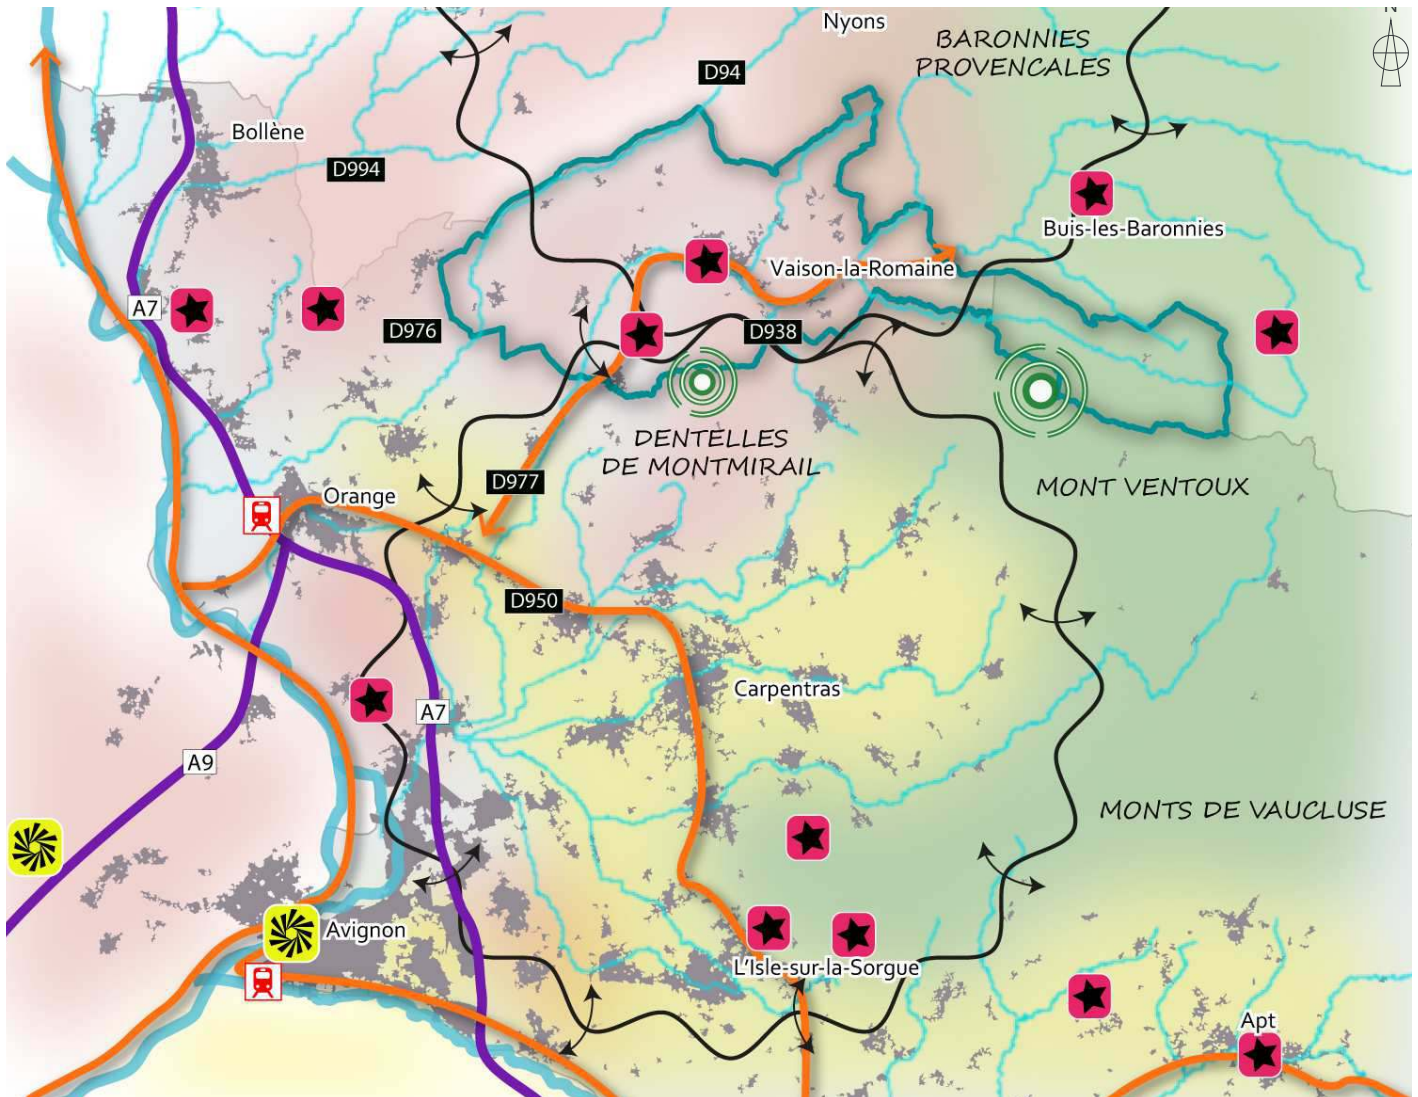 N
Nyons
BARONNIES
PROVENCALES
D94
Bollène
D994
Buis-les-Baronnies
Vaison-la-Romaine
A7
D976
D938
DENTELLES
DE MONTMIRAIL
D977
MONT VENTOUX
Orange
D950
Carpentras
A7
A9
MONTS DE VAUCLUSE
Avignon
L'Isle-sur-la-Sorgue
Apt